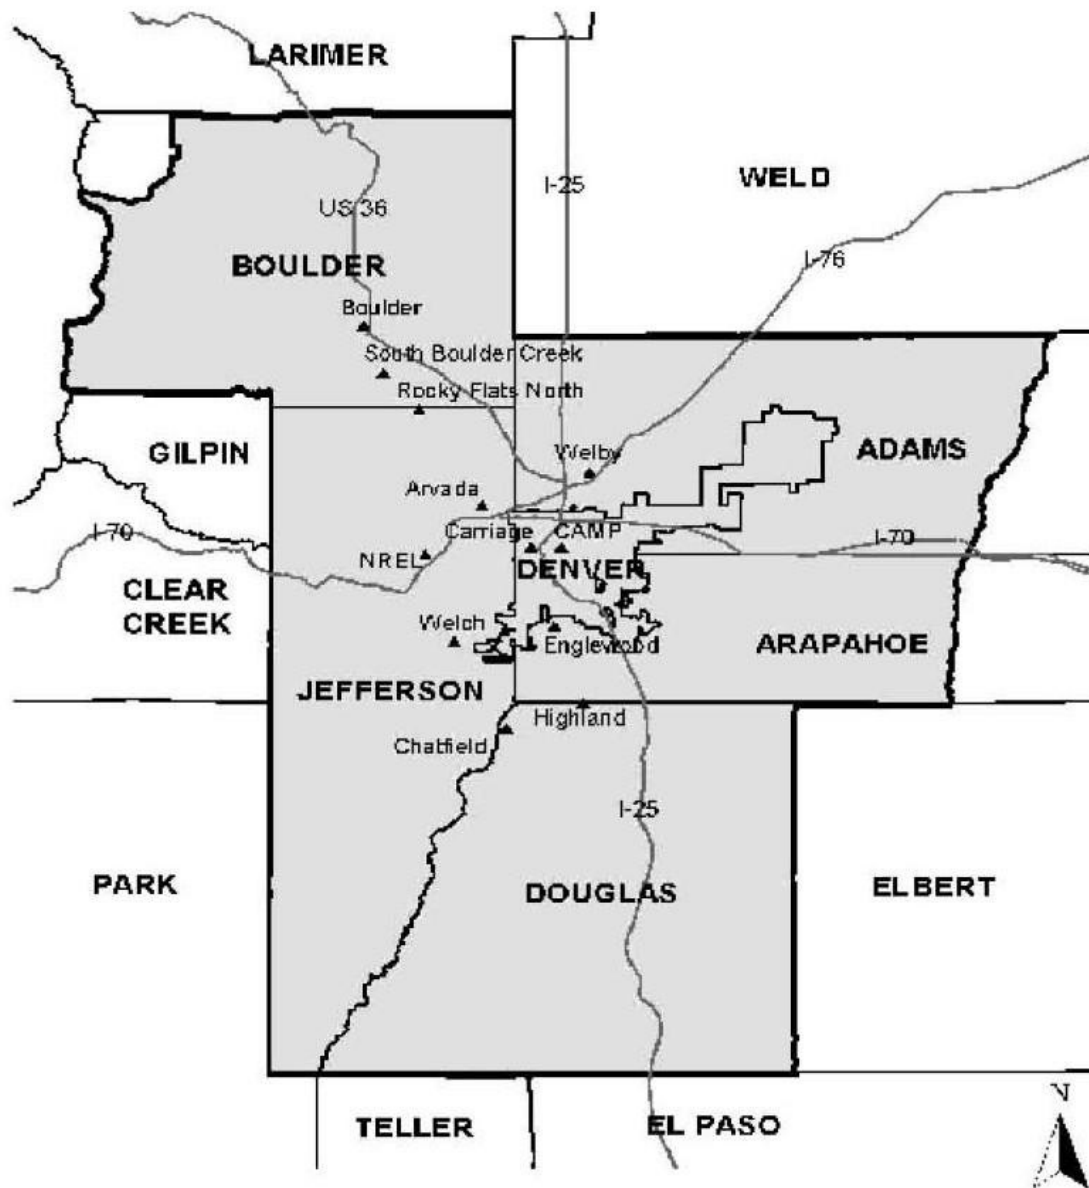 LARIMER
I-25
WELD
US 36
I-76
BOULDER
Boulder
South Boulder Creek
Rocky Flats North
GILPIN
Welby
ADAMS
Arvada
I-70
Carriage
CAMP
I-70
NREL
DENVER
CLEAR
CREEK
Welch
Englewood
ARAPAHOE
JEFFERSON
Highland
Chatfield
I-25
PARK
DOUGLAS
ELBERT
N
TELLER
EL PASO